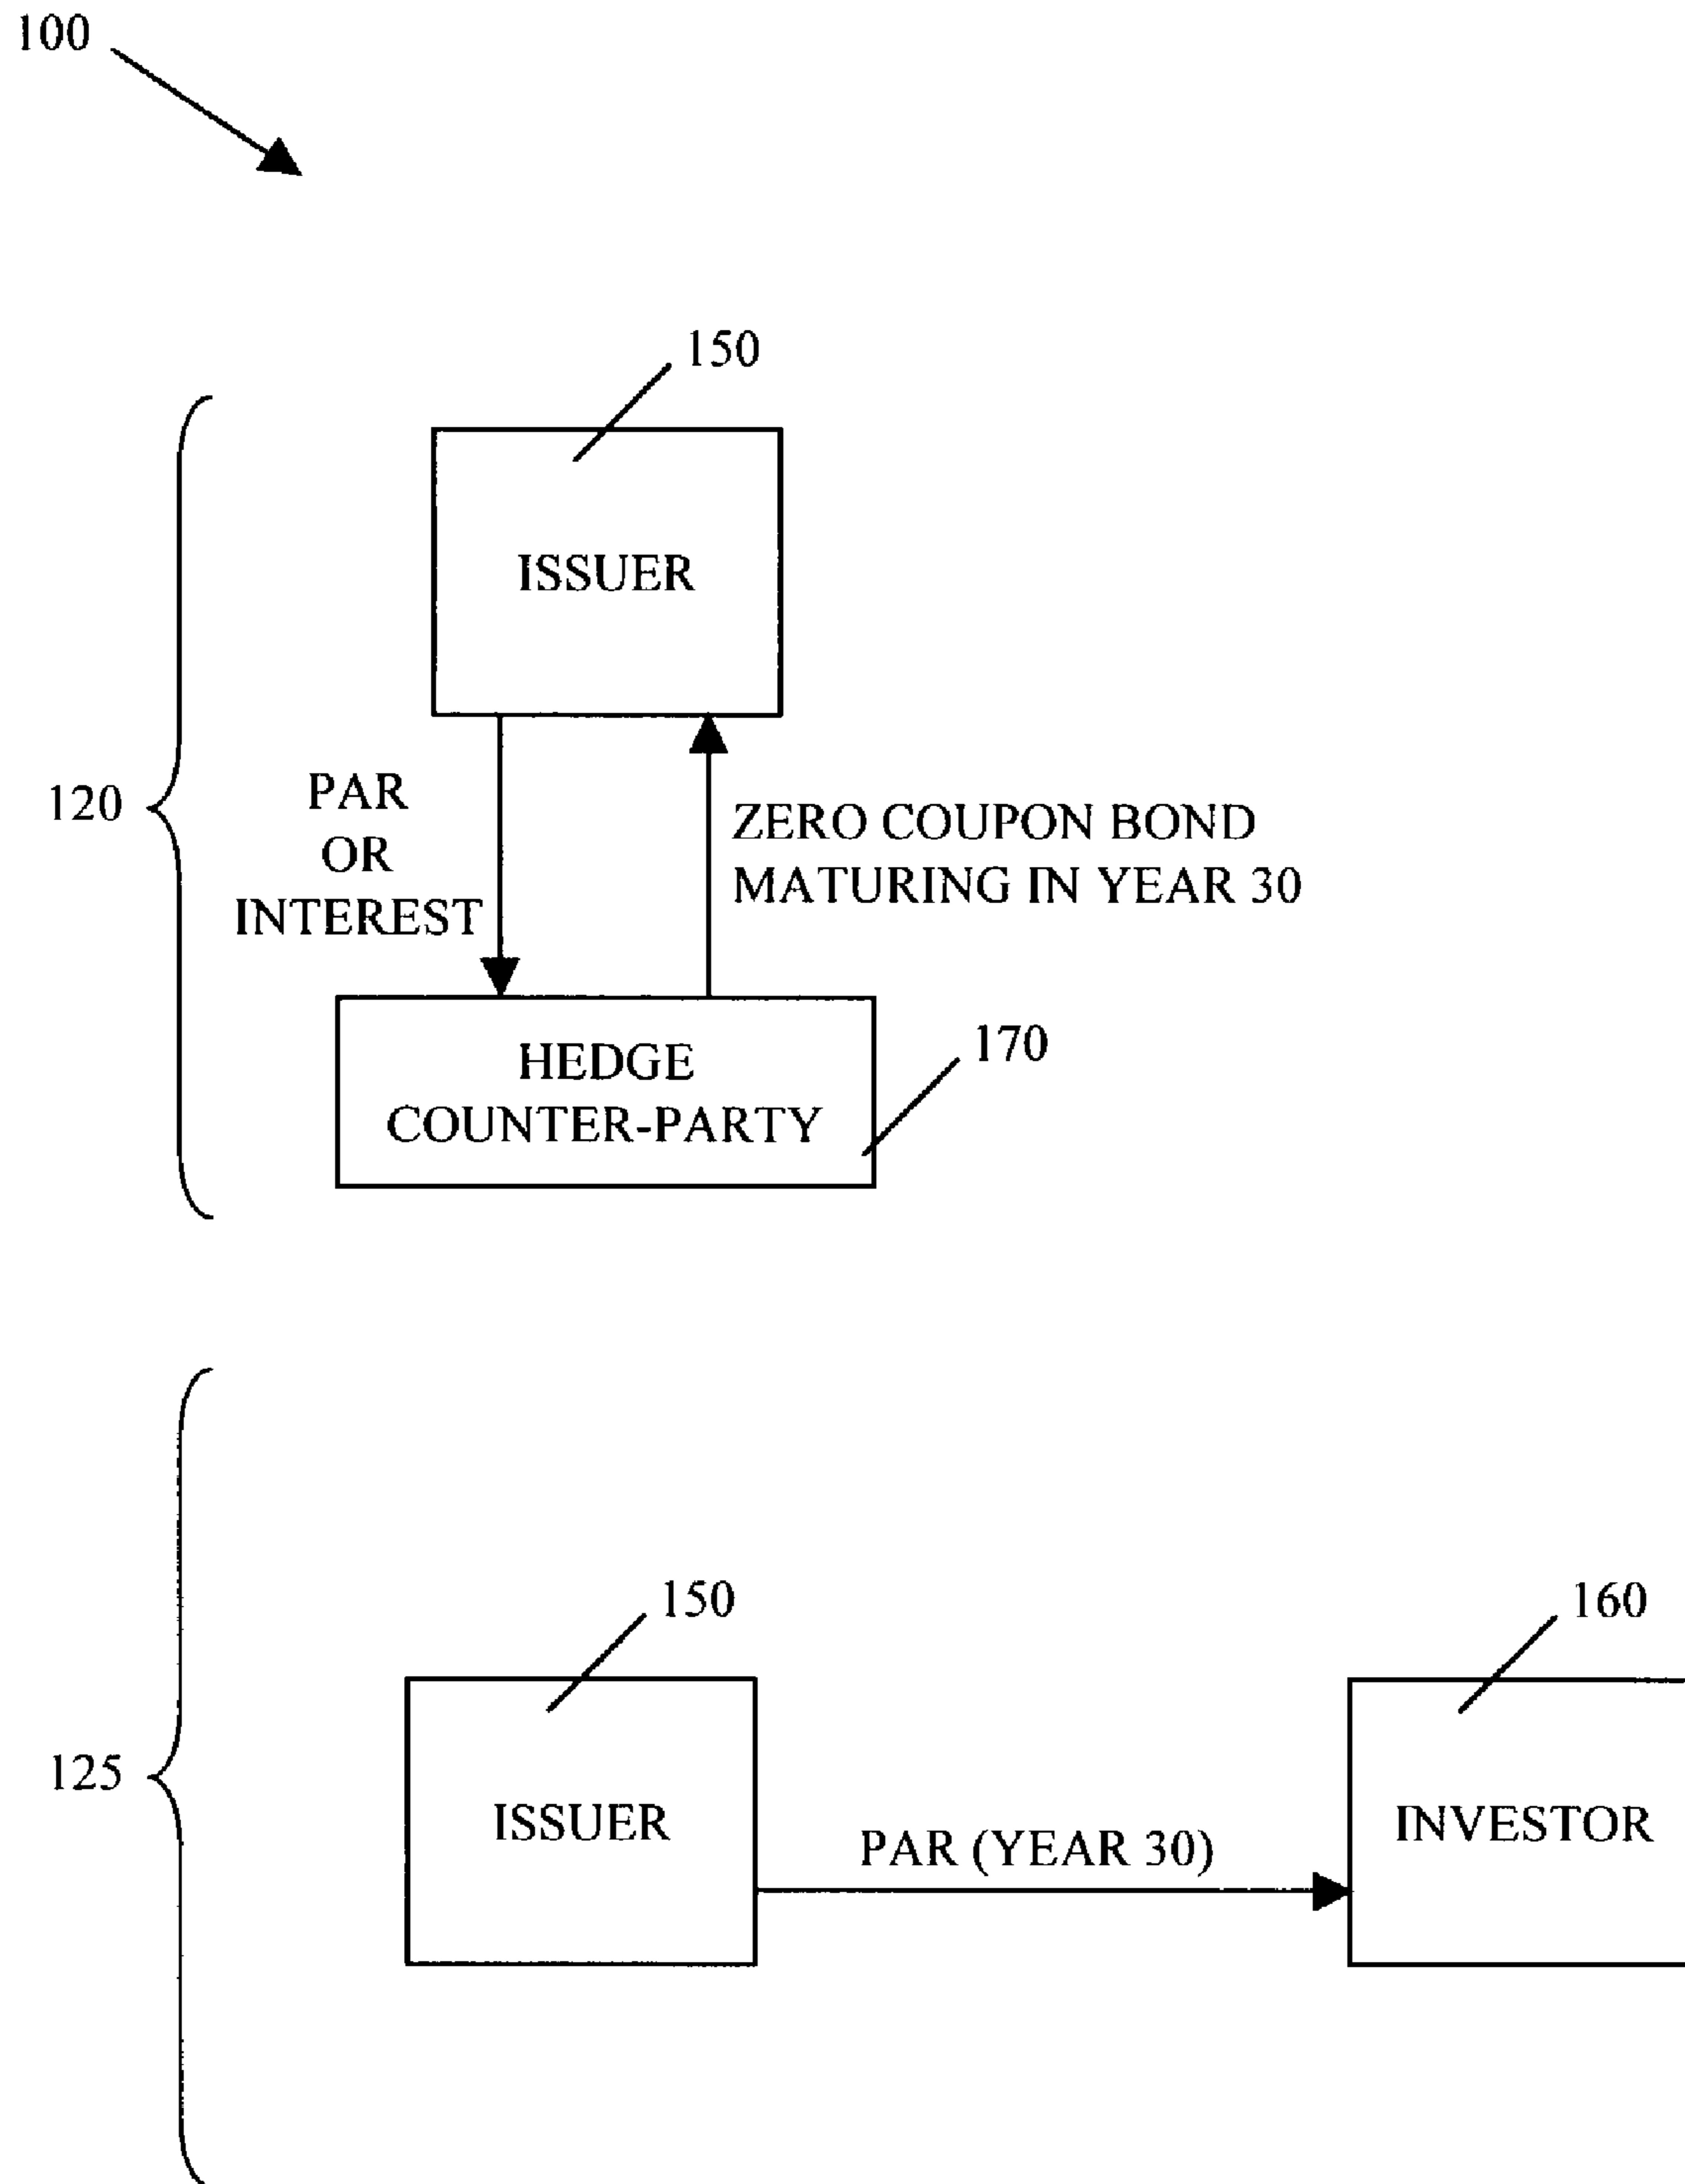 100
150
ISSUER
120
PAR
OR
INTEREST
ZERO COUPON BOND
MATURING IN YEAR 30
HEDGE
COUNTER-PARTY
170
150
160
125
ISSUER
PAR (YEAR 30)
INVESTOR